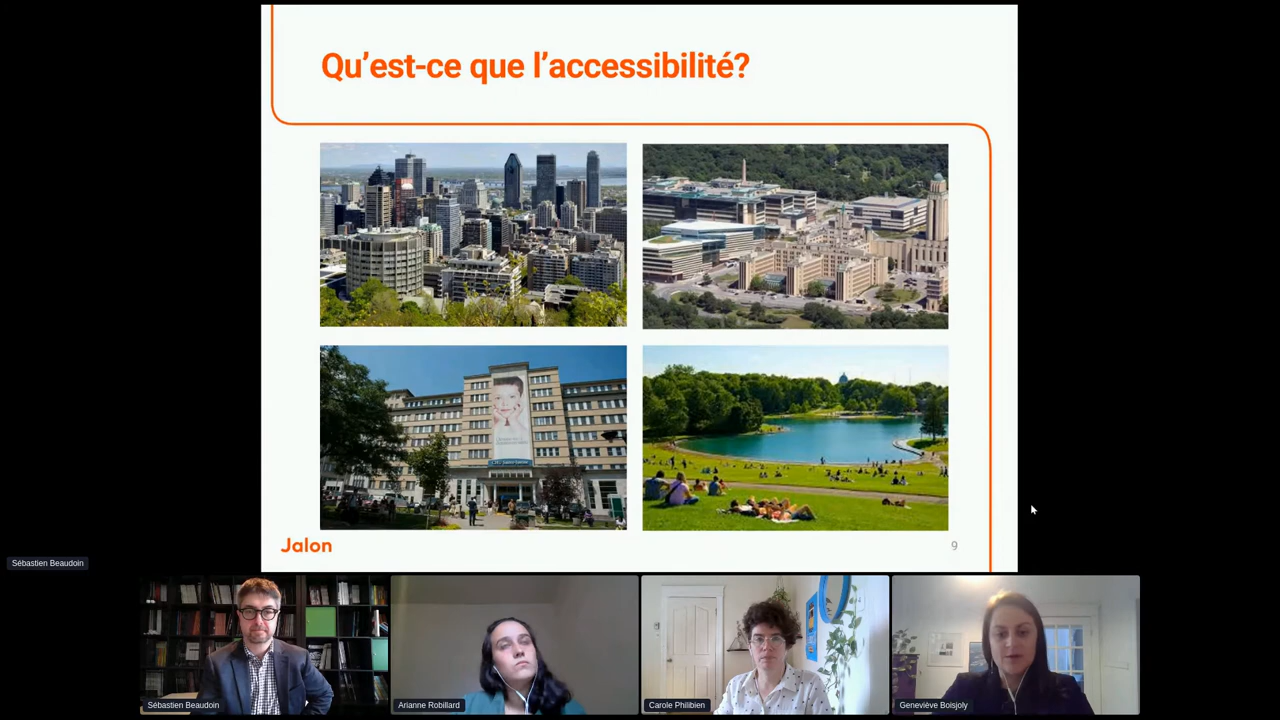 Qu'est-ce que l'accessibilité?
Jalon
9
Sébastien Beaudoin
Sébastien Beaudoin
Arianne Robillard
Carole Philibien
Geneviève Boisjoly